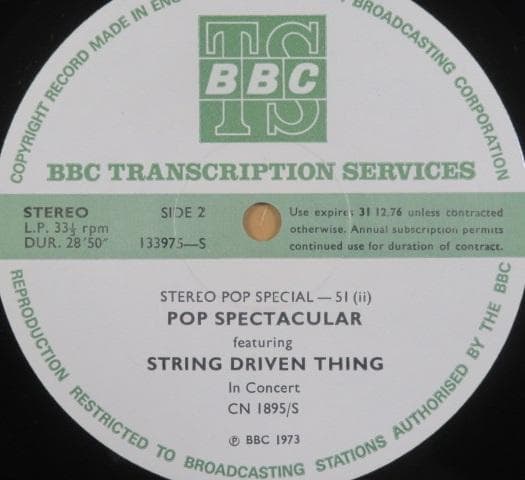 COPYRIGHT RECORD MADE IN ENG
BROADCASTING CORPORATION
TS
BBC
BBC TRANSCRIPTION SERVICES
STEREO
L.P. 33⅓ rpm
DUR. 28'50"
SIDE 2
133975—S
Use expires 31 12.76 unless contracted
otherwise. Annual subscription permits
continued use for duration of contract.
STEREO POP SPECIAL — 51 (ii)
POP SPECTACULAR
featuring
STRING DRIVEN THING
In Concert
CN 1895/S
℗ BBC 1973
REPRODUCTION RESTRICTED TO BROADCASTING STATIONS AUTHORISED BY THE BBC